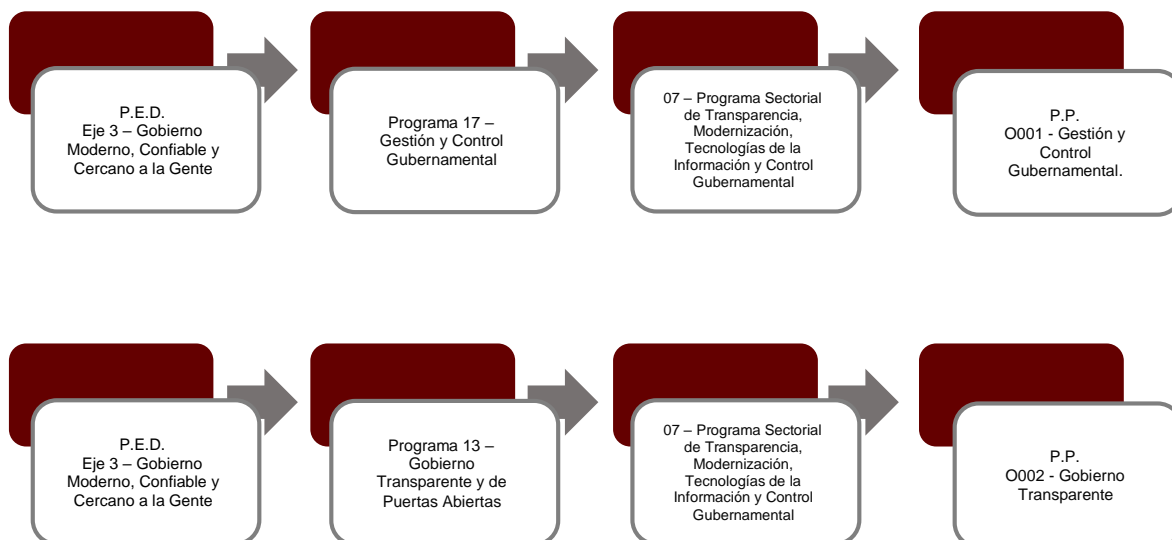 P.E.D.
Eje 3 – Gobierno
Moderno, Confiable y
Cercano a la Gente
Programa 17 –
Gestión y Control
Gubernamental
07 – Programa Sectorial
de Transparencia,
Modernización,
Tecnologías de la
Información y Control
Gubernamental
P.P.
O001 - Gestión y
Control
Gubernamental.
P.E.D.
Eje 3 – Gobierno
Moderno, Confiable y
Cercano a la Gente
Programa 13 –
Gobierno
Transparente y de
Puertas Abiertas
07 – Programa Sectorial
de Transparencia,
Modernización,
Tecnologías de la
Información y Control
Gubernamental
P.P.
O002 - Gobierno
Transparente